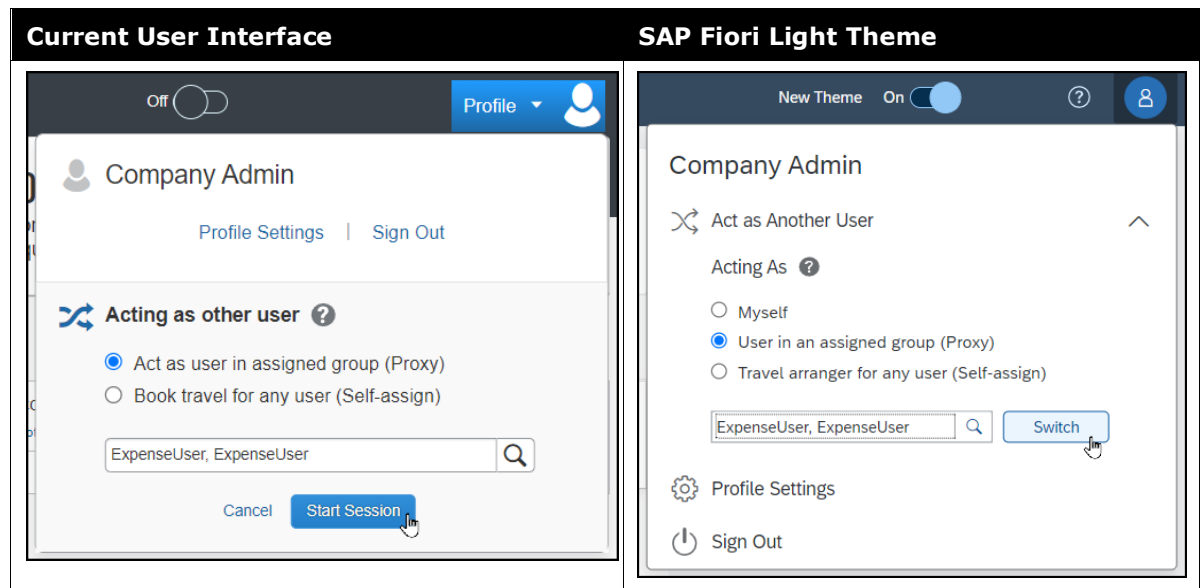 Current User Interface
SAP Fiori Light Theme
Off
Profile
Company Admin
Profile Settings | Sign Out
Acting as other user ?
Act as user in assigned group (Proxy)
Book travel for any user (Self-assign)
ExpenseUser, ExpenseUser
Cancel Start Session
New Theme On ?
Company Admin
Act as Another User
Acting As ?
Myself
User in an assigned group (Proxy)
Travel arranger for any user (Self-assign)
ExpenseUser, ExpenseUser Switch
Profile Settings
Sign Out